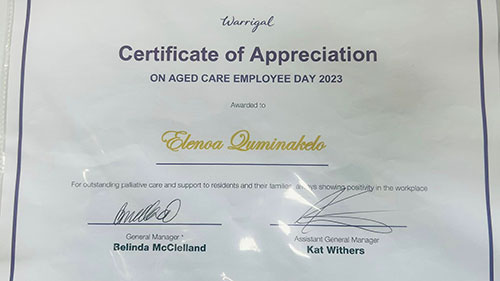 Warrigal
Certificate of Appreciation
ON AGED CARE EMPLOYEE DAY 2023
Awarded to
Elenoa Quminakelo
For outstanding palliative care and support to residents and their families always showing positivity in the workplace
General Manager
Belinda McClelland
Assistant General Manager
Kat Withers